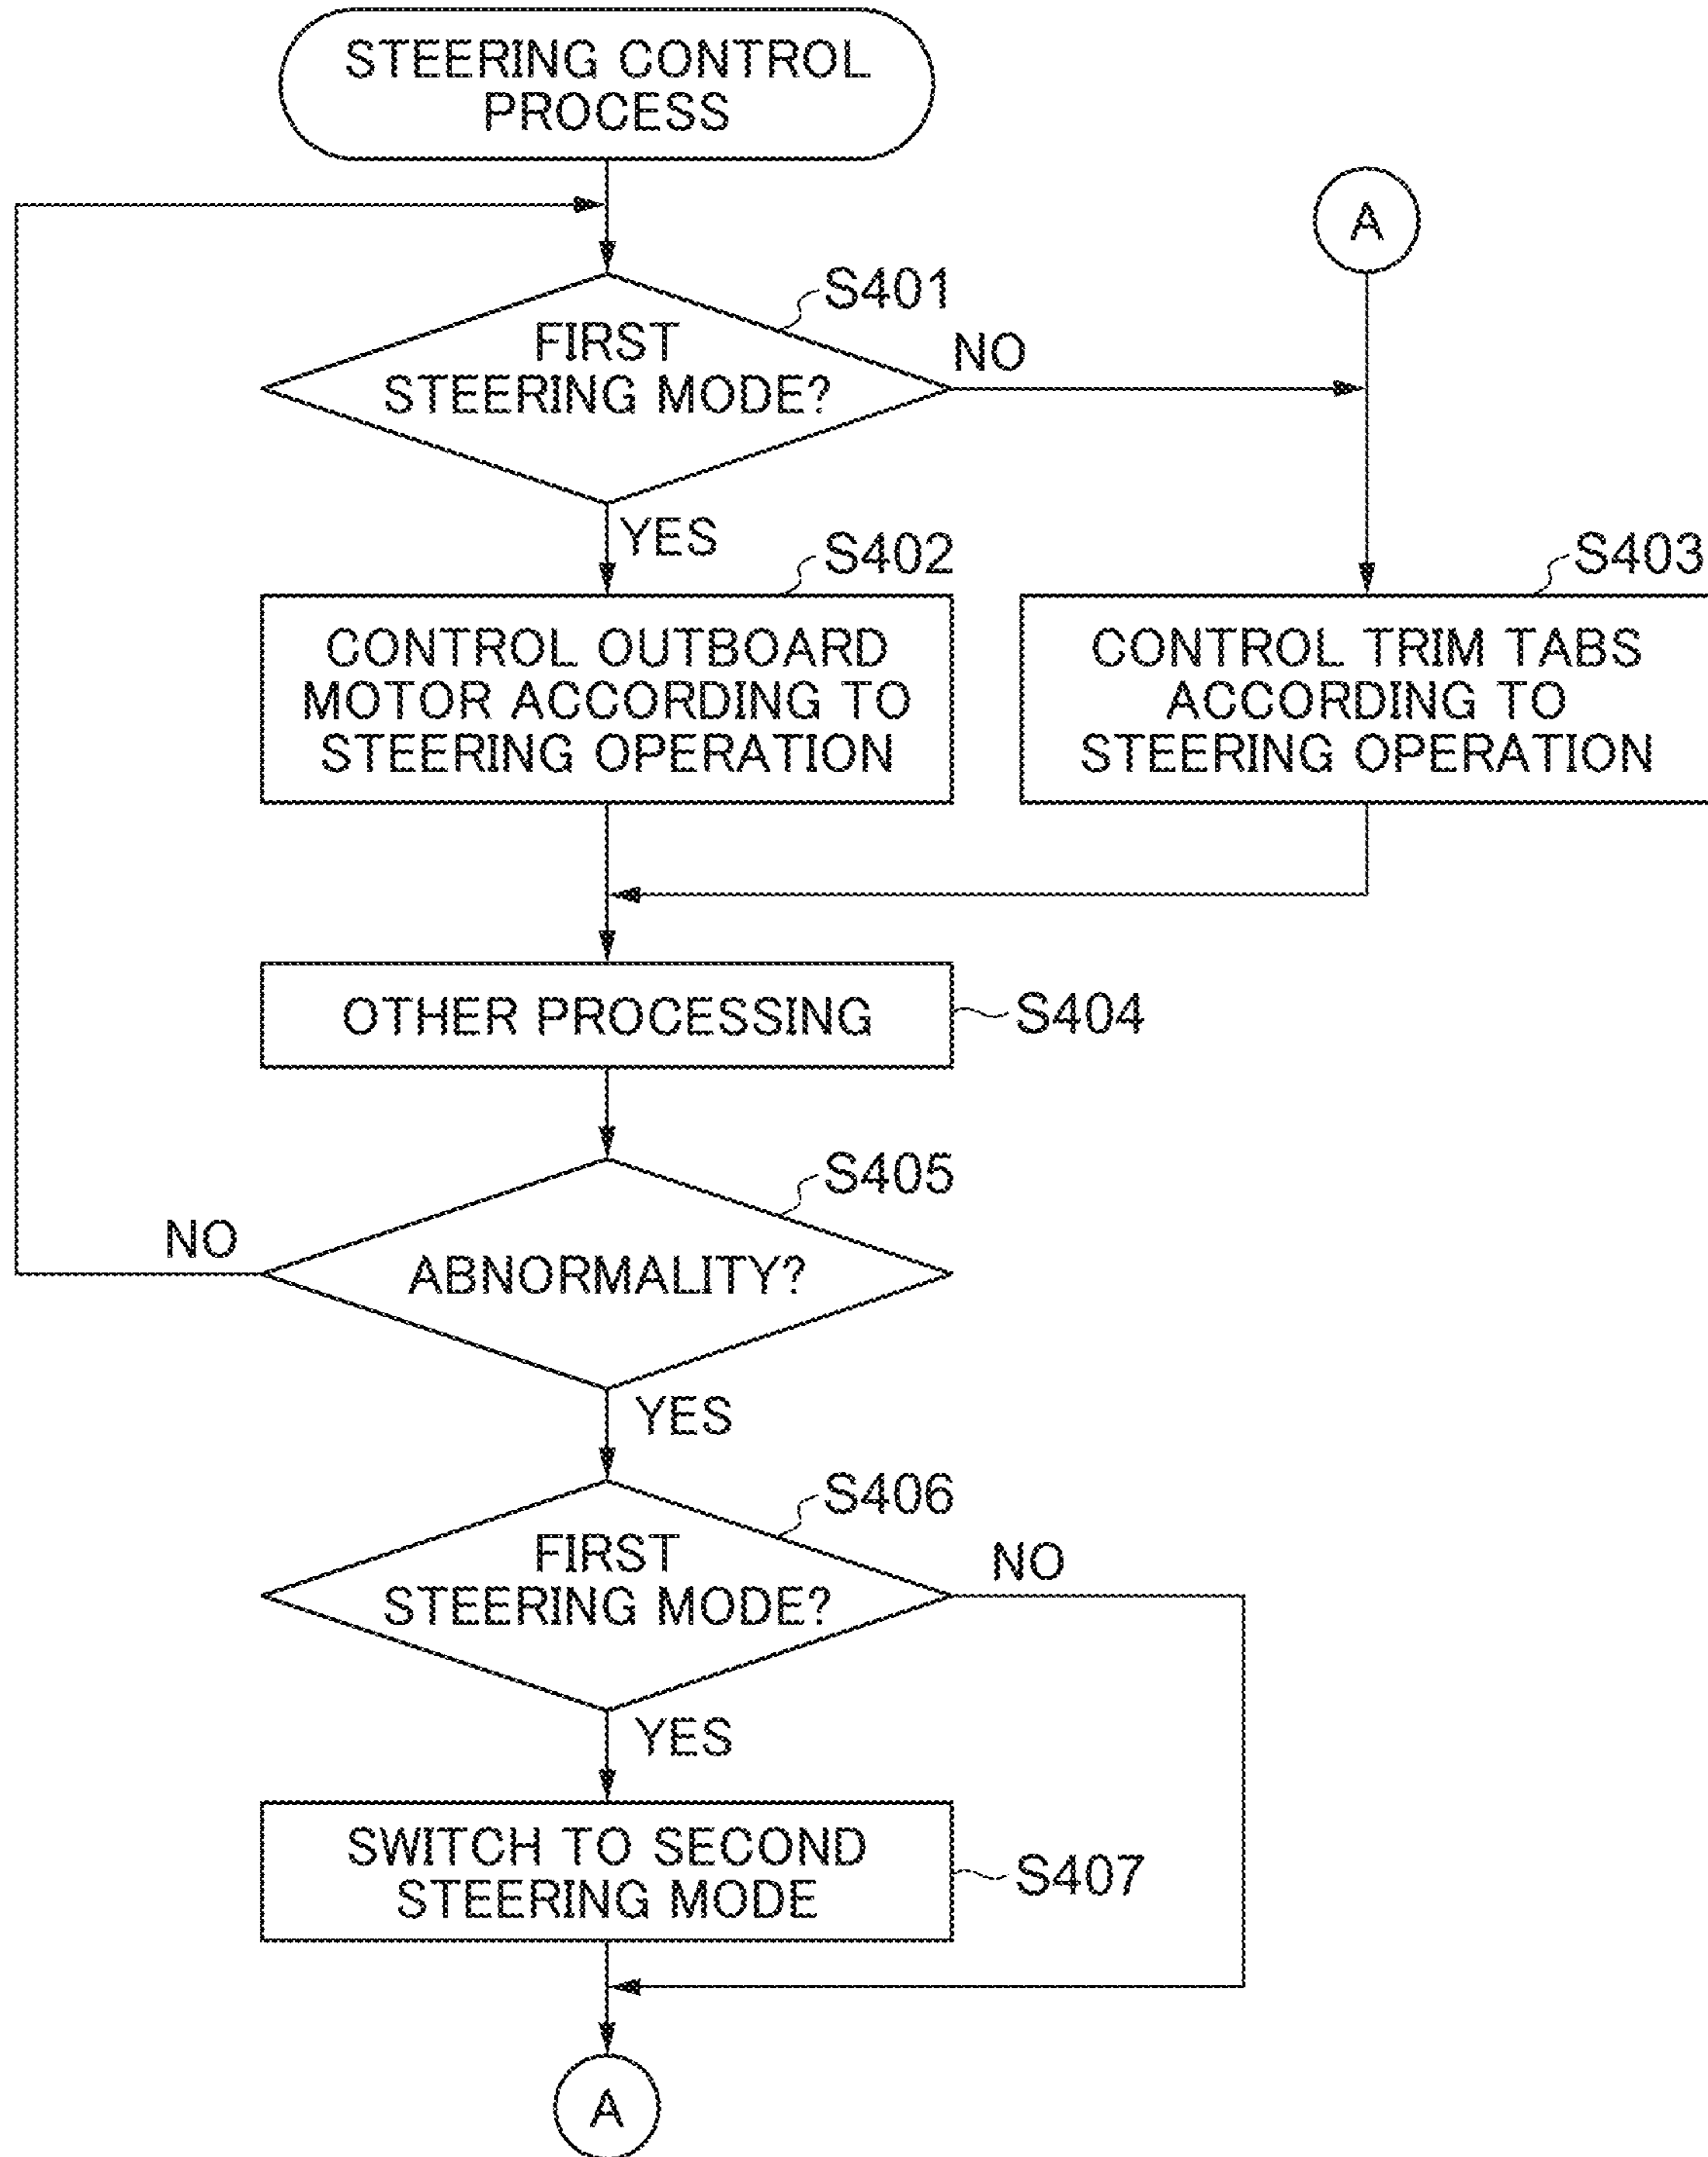 STEERING CONTROL
PROCESS
A
S401
FIRST
STEERING MODE?
NO
YES
S402
S403
CONTROL OUTBOARD
MOTOR ACCORDING TO
STEERING OPERATION
CONTROL TRIM TABS
ACCORDING TO
STEERING OPERATION
OTHER PROCESSING
S404
S405
NO
ABNORMALITY?
YES
S406
FIRST
STEERING MODE?
NO
YES
SWITCH TO SECOND
STEERING MODE
S407
A